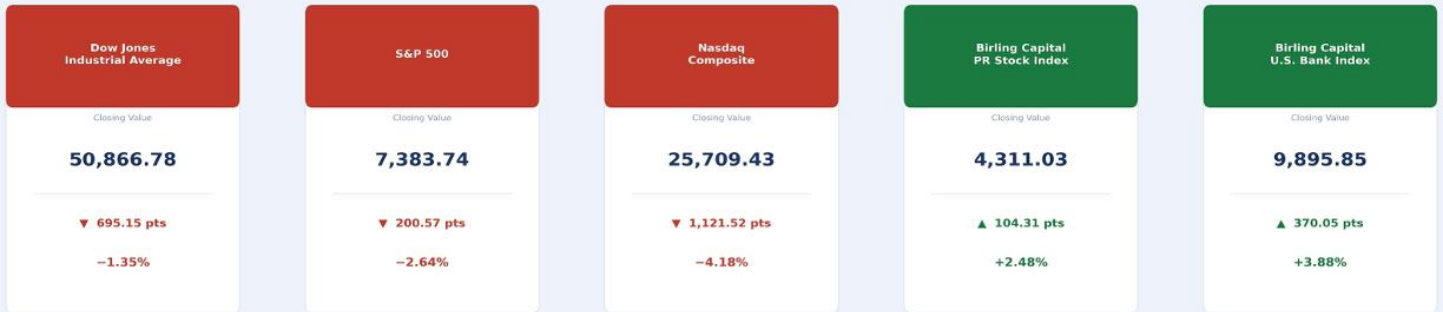 Dow Jones
Industrial Average
Closing Value
50,866.78
▼ 695.15 pts
−1.35%
S&P 500
Closing Value
7,383.74
▼ 200.57 pts
−2.64%
Nasdaq
Composite
Closing Value
25,709.43
▼ 1,121.52 pts
−4.18%
Birling Capital
PR Stock Index
Closing Value
4,311.03
▲ 104.31 pts
+2.48%
Birling Capital
U.S. Bank Index
Closing Value
9,895.85
▲ 370.05 pts
+3.88%